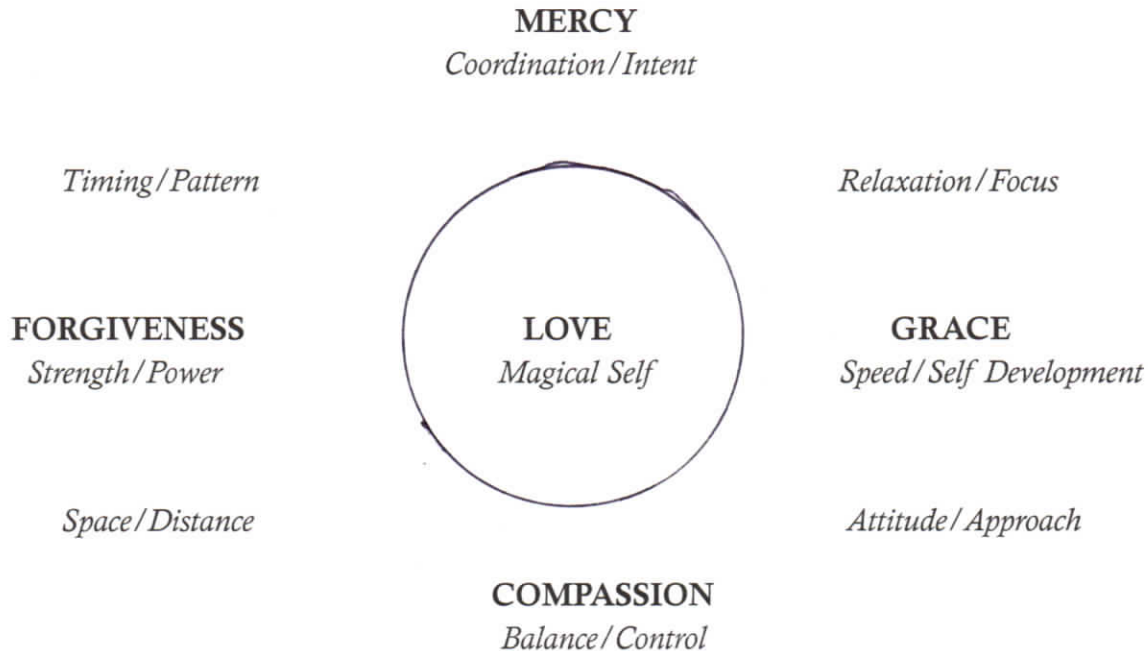 MERCY
Coordination/Intent
Timing/Pattern
Relaxation/Focus
FORGIVENESS
Strength/Power
LOVE
Magical Self
GRACE
Speed/Self Development
Space/Distance
Attitude/Approach
COMPASSION
Balance/Control